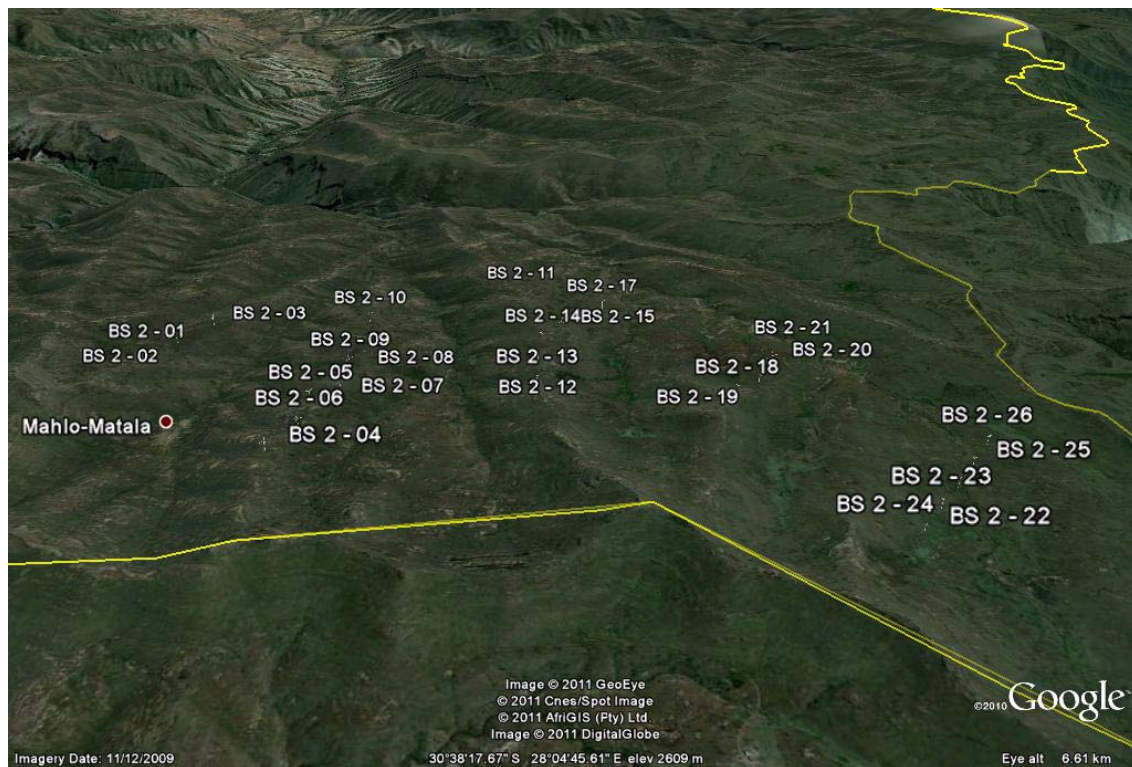 BS 2 - 11
BS 2 - 17
BS 2 - 10
BS 2 - 03
BS 2 - 14
BS 2 - 15
BS 2 - 01
BS 2 - 21
BS 2 - 09
BS 2 - 20
BS 2 - 02
BS 2 - 08
BS 2 - 13
BS 2 - 18
BS 2 - 05
BS 2 - 07
BS 2 - 12
BS 2 - 06
BS 2 - 19
BS 2 - 26
Mahlo-Matala
BS 2 - 04
BS 2 - 25
BS 2 - 23
BS 2 - 24
BS 2 - 22
Image © 2011 GeoEye
© 2011 Cnes/Spot Image
© 2011 AfriGIS (Pty) Ltd.
Image © 2011 DigitalGlobe
©2010 Google
Imagery Date: 11/12/2009
30°38'17.67" S 28°04'45.61" E elev 2609 m
Eye alt 6.61 km